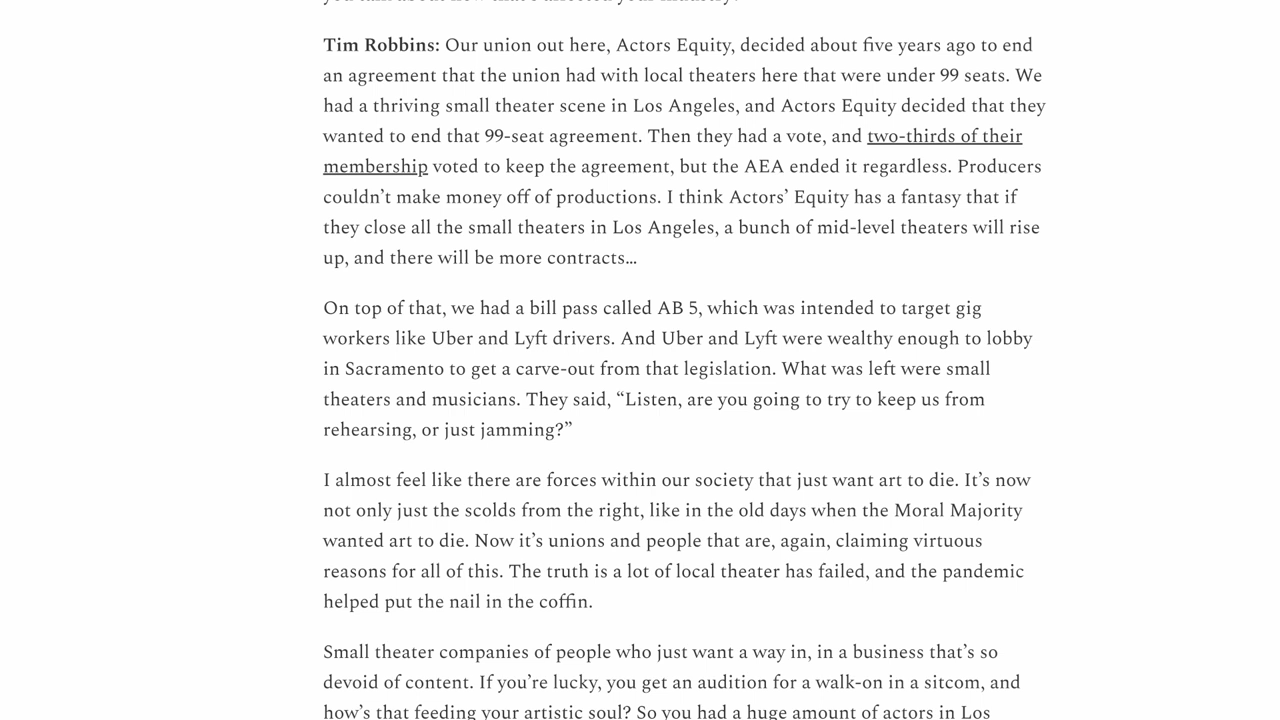 Tim Robbins: Our union out here, Actors Equity, decided about five years ago to end
an agreement that the union had with local theaters here that were under 99 seats. We
had a thriving small theater scene in Los Angeles, and Actors Equity decided that they
wanted to end that 99-seat agreement. Then they had a vote, and two-thirds of their
membership voted to keep the agreement, but the AEA ended it regardless. Producers
couldn’t make money off of productions. I think Actors’ Equity has a fantasy that if
they close all the small theaters in Los Angeles, a bunch of mid-level theaters will rise
up, and there will be more contracts…
On top of that, we had a bill pass called AB 5, which was intended to target gig
workers like Uber and Lyft drivers. And Uber and Lyft were wealthy enough to lobby
in Sacramento to get a carve-out from that legislation. What was left were small
theaters and musicians. They said, “Listen, are you going to try to keep us from
rehearsing, or just jamming?”
I almost feel like there are forces within our society that just want art to die. It’s now
not only just the scolds from the right, like in the old days when the Moral Majority
wanted art to die. Now it’s unions and people that are, again, claiming virtuous
reasons for all of this. The truth is a lot of local theater has failed, and the pandemic
helped put the nail in the coffin.
Small theater companies of people who just want a way in, in a business that’s so
devoid of content. If you’re lucky, you get an audition for a walk-on in a sitcom, and
how’s that feeding your artistic soul? So you had a huge amount of actors in Los